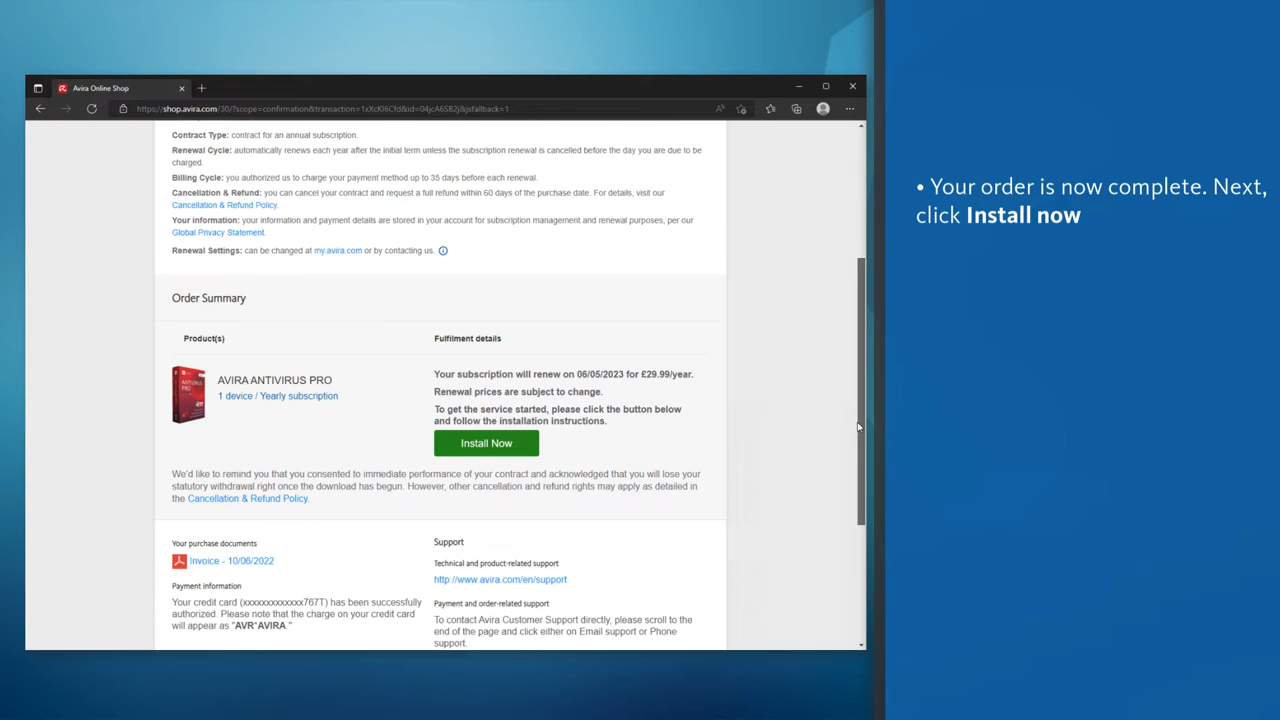 Avira Online Shop
https://shop.avira.com/30/?scope=confirmation&transaction=1xXcKI6Cfd&id=04jcA6SB2j&jsfallback=1
Contract Type: contract for an annual subscription.
Renewal Cycle: automatically renews each year after the initial term unless the subscription renewal is cancelled before the day you are due to be
charged.
Billing Cycle: you authorized us to charge your payment method up to 35 days before each renewal.
Cancellation & Refund: you can cancel your contract and request a full refund within 60 days of the purchase date. For details, visit our
Cancellation & Refund Policy.
Your information: your information and payment details are stored in your account for subscription management and renewal purposes, per our
Global Privacy Statement.
Renewal Settings: can be changed at my.avira.com or by contacting us.
Order Summary
Product(s)
Fulfilment details
AVIRA ANTIVIRUS PRO
1 device / Yearly subscription
Your subscription will renew on 06/05/2023 for £29.99/year.
Renewal prices are subject to change.
To get the service started, please click the button below
and follow the installation instructions.
Install Now
We'd like to remind you that you consented to immediate performance of your contract and acknowledged that you will lose your
statutory withdrawal right once the download has begun. However, other cancellation and refund rights may apply as detailed in
the Cancellation & Refund Policy.
Your purchase documents
Invoice - 10/06/2022
Payment information
Your credit card (xxxxxxxxxxxxx767T) has been successfully
authorized. Please note that the charge on your credit card
will appear as "AVR*AVIRA."
Support
Technical and product-related support
http://www.avira.com/en/support
Payment and order-related support
To contact Avira Customer Support directly, please scroll to the
end of the page and click either on Email support or Phone
support.
• Your order is now complete. Next,
click Install now